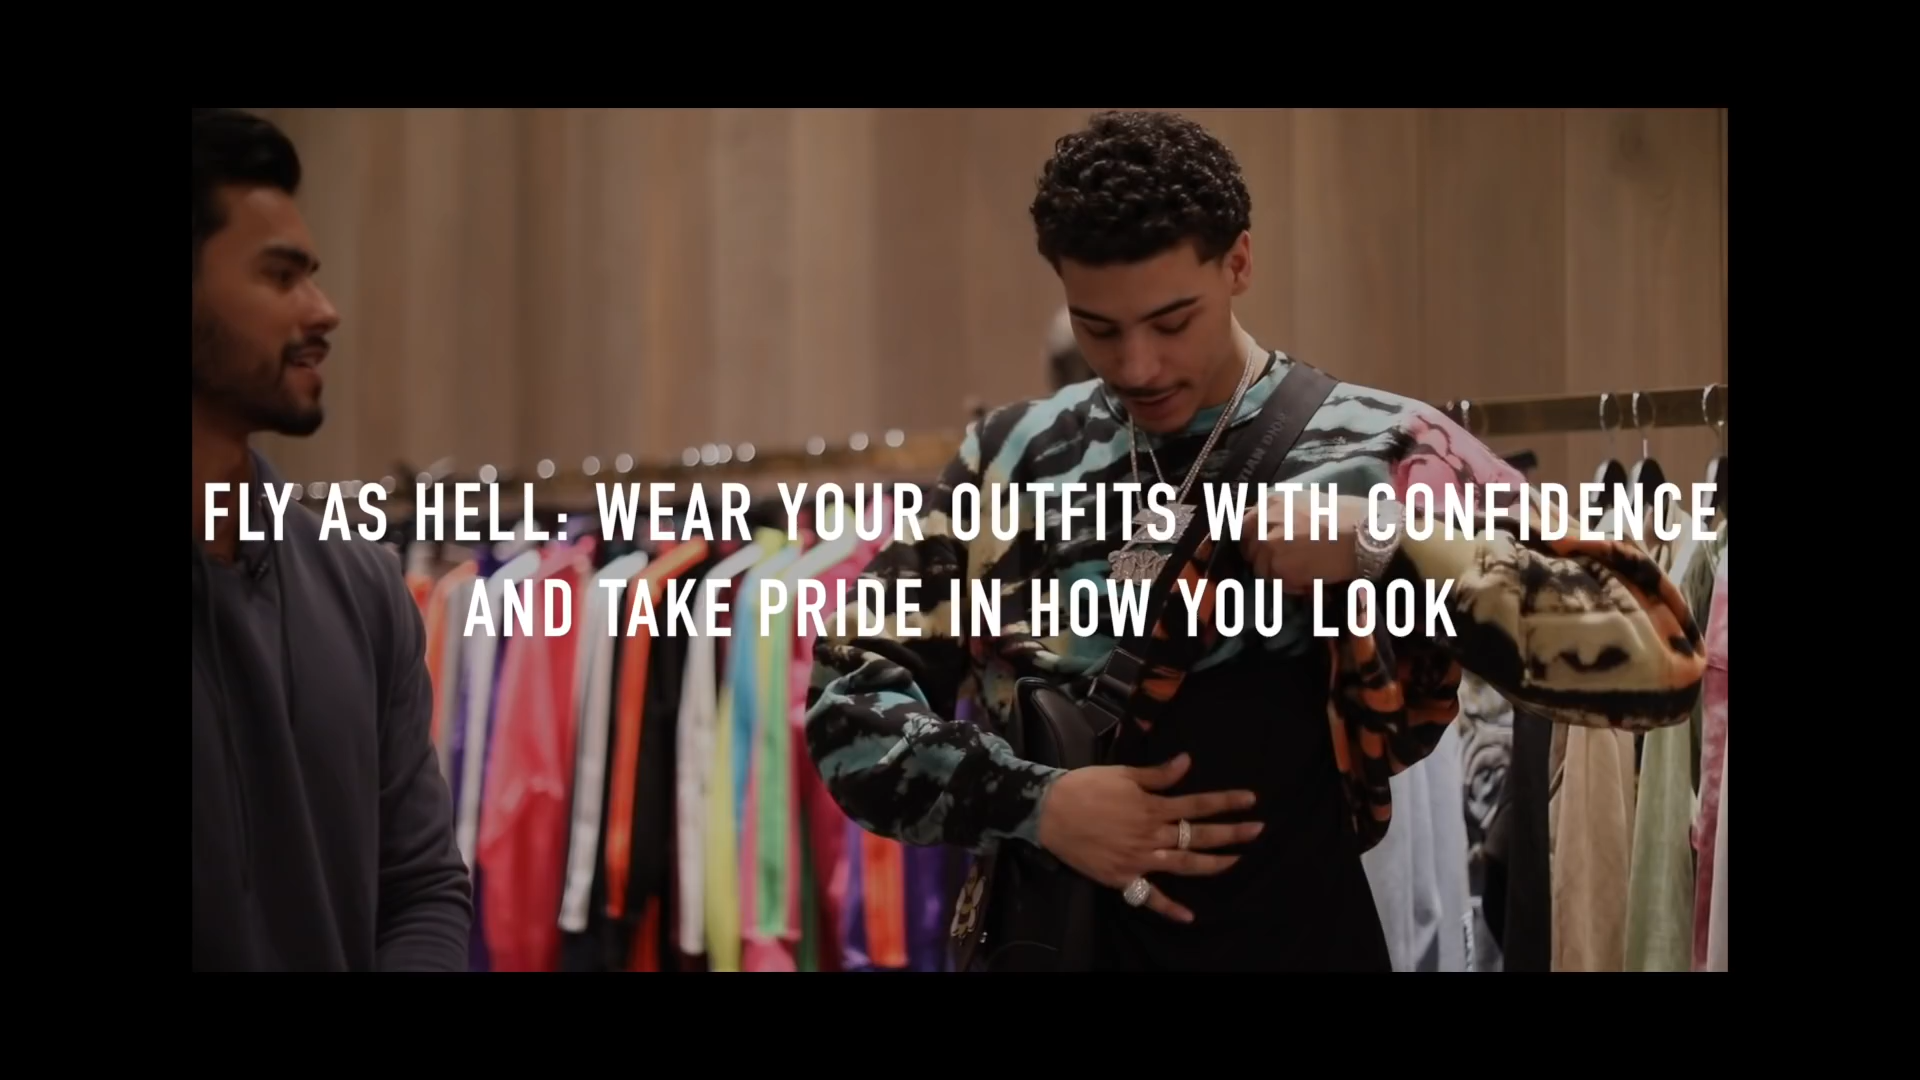 FLY AS HELL: WEAR YOUR OUTFITS WITH CONFIDENCE
AND TAKE PRIDE IN HOW YOU LOOK